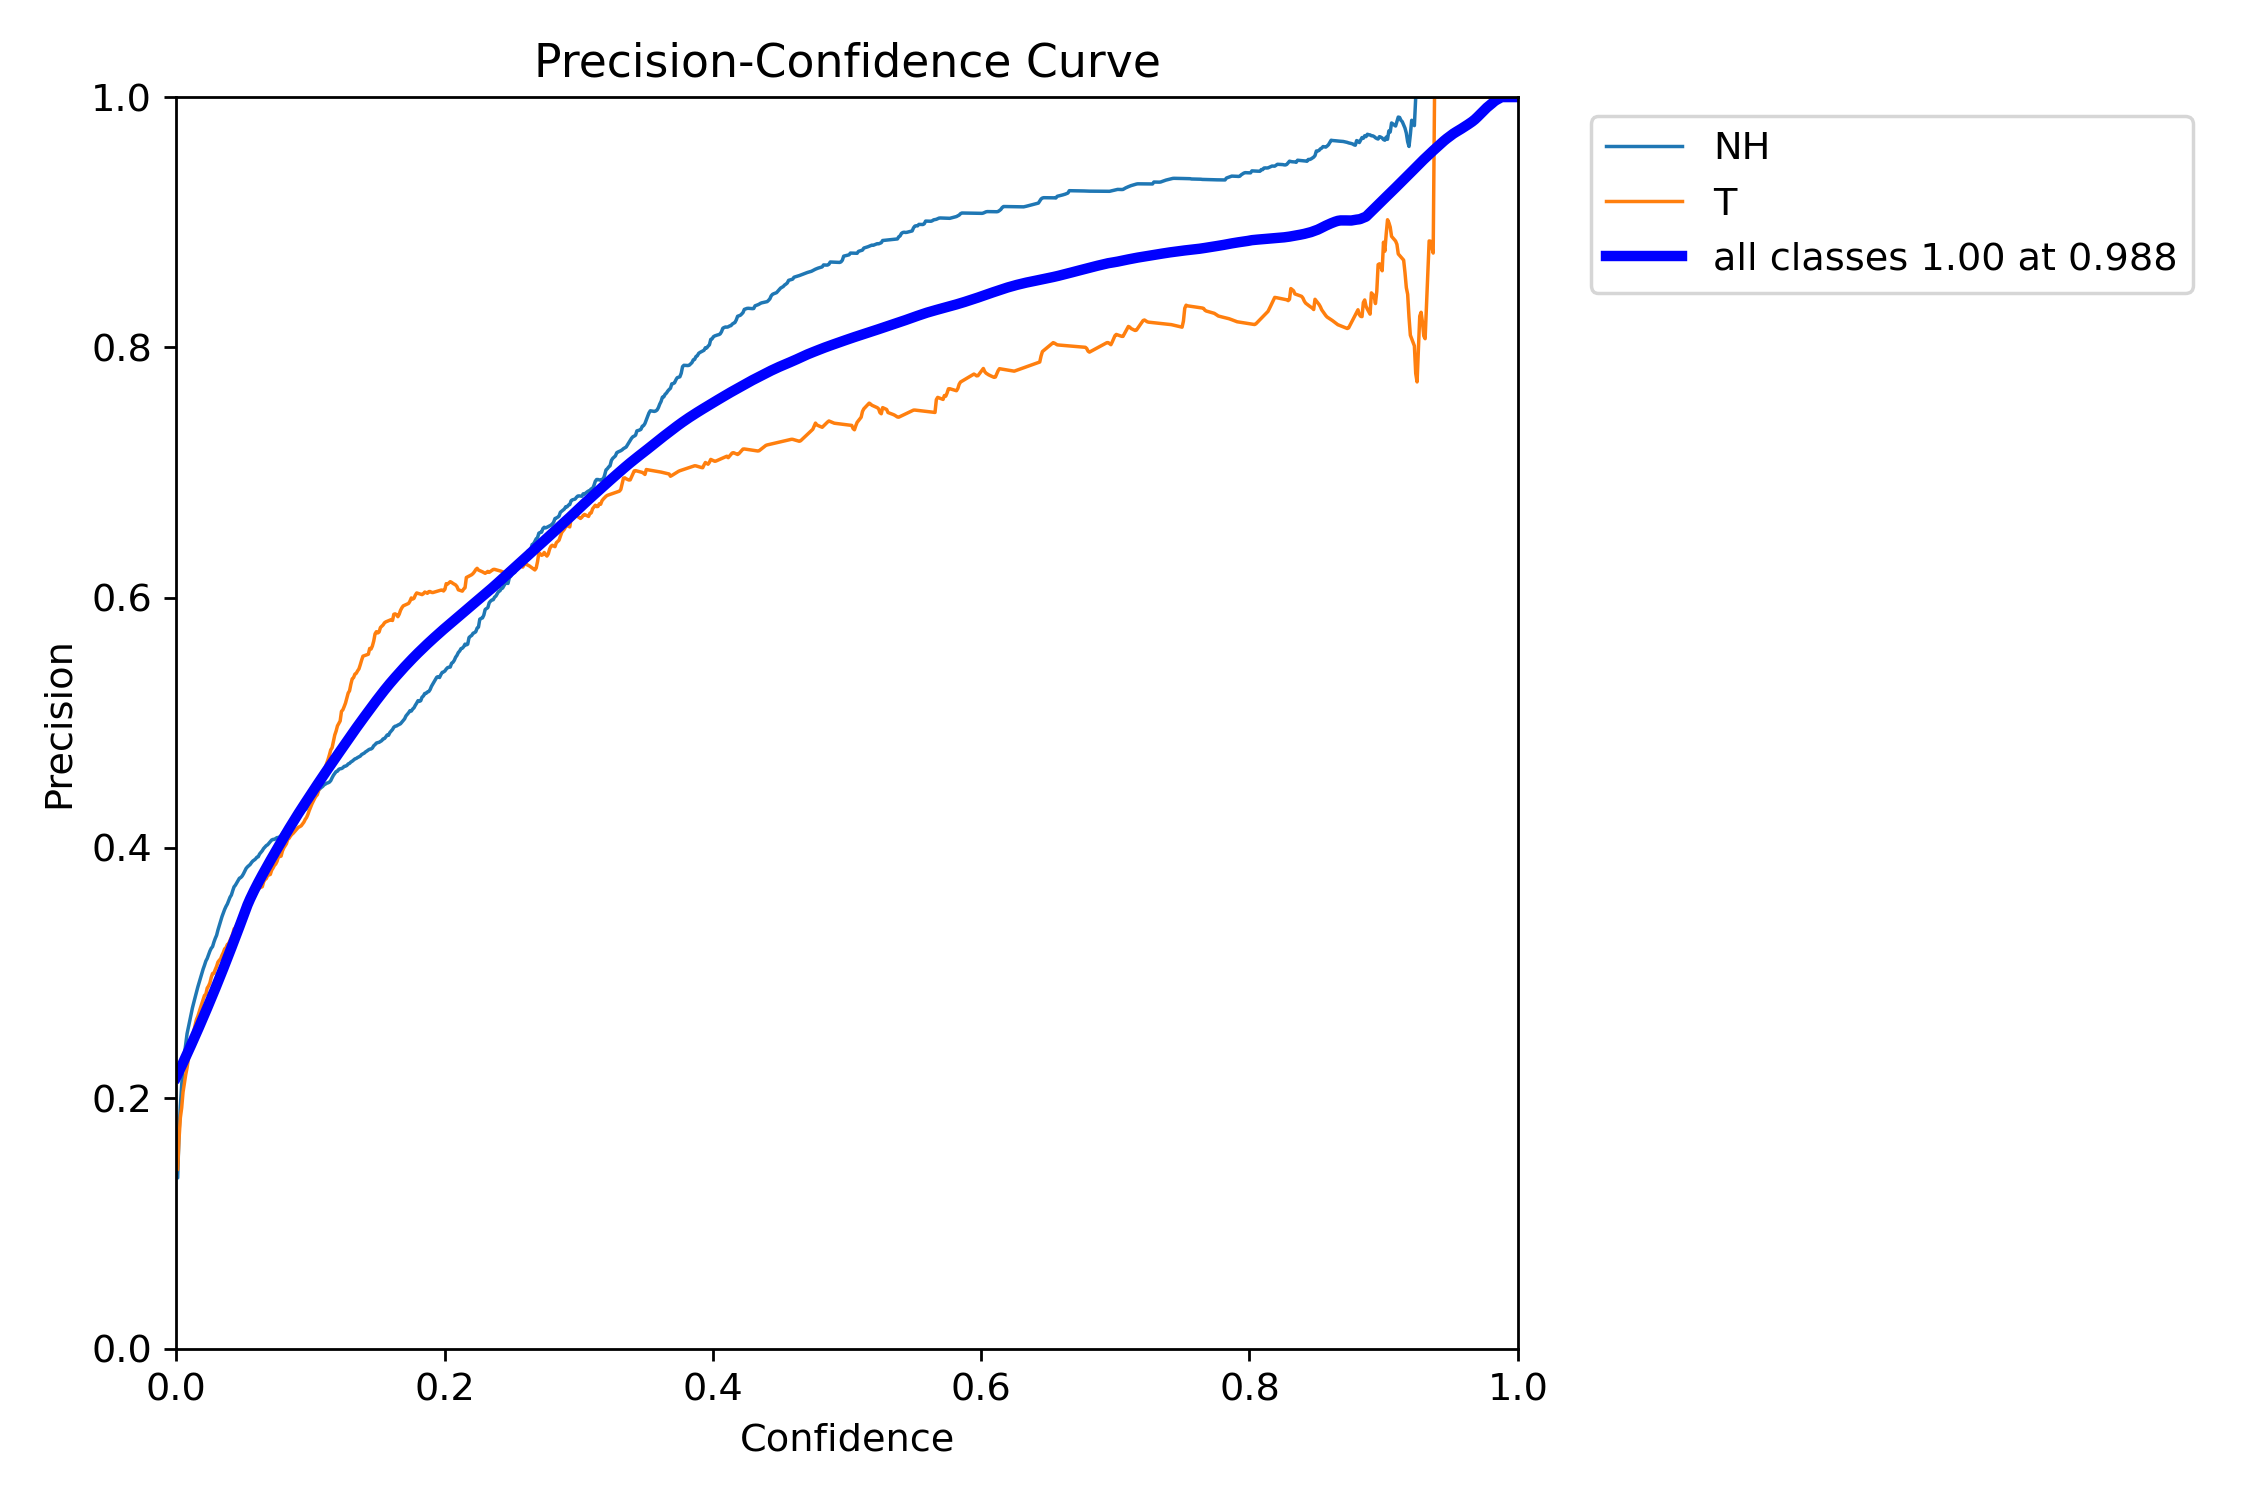 Precision-Confidence Curve
1.0
0.8
0.6
0.4
0.2
0.0
Precision
0.0 0.2 0.4 0.6 0.8 1.0
Confidence
NH
T
all classes 1.00 at 0.988